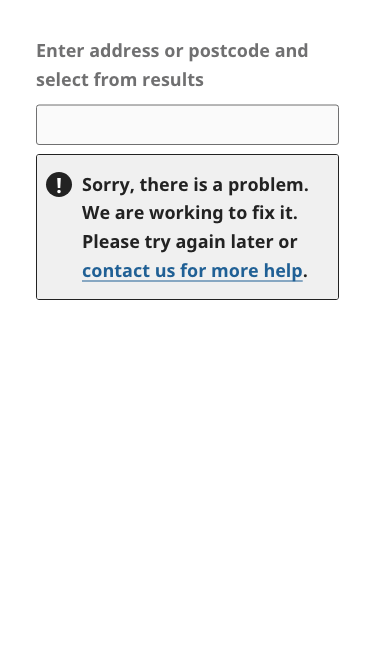 Enter address or postcode and
select from results
Sorry, there is a problem.
We are working to fix it.
Please try again later or
contact us for more help.